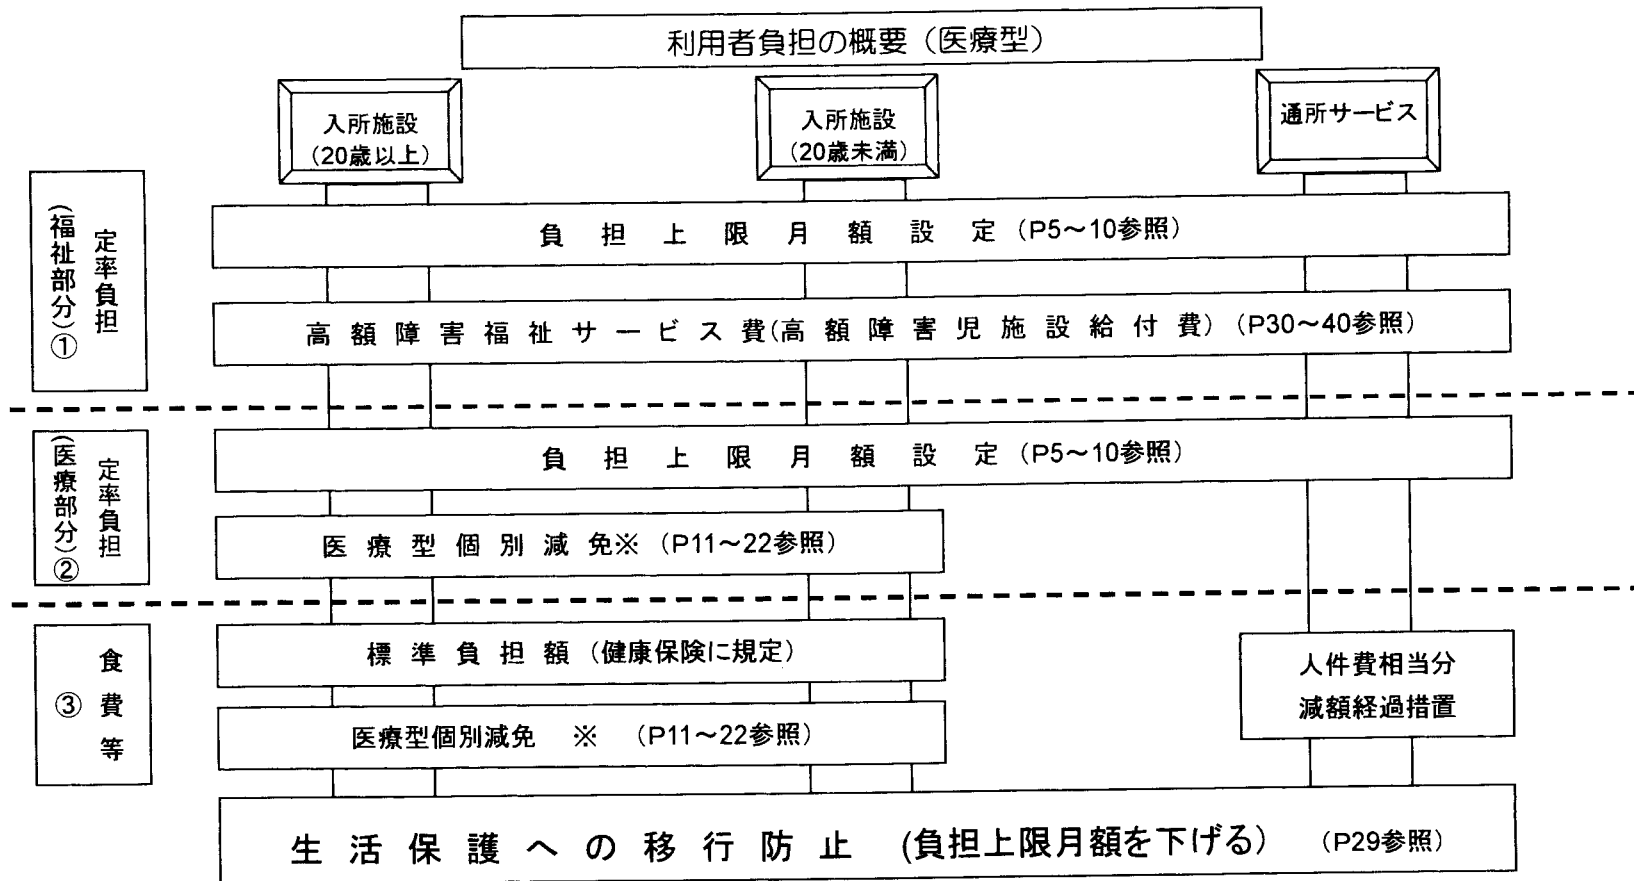 利用者負担の概要（医療型）
入所施設
(20歳以上)
入所施設
(20歳未満)
通所サービス
定率負担
(福祉部分)①
負担上限月額設定（P5～10参照）
高額障害福祉サービス費(高額障害児施設給付費)（P30～40参照）
定率負担
(医療部分)②
負担上限月額設定（P5～10参照）
医療型個別減免※（P11～22参照）
食費等
③
標準負担額（健康保険に規定）
医療型個別減免　※　（P11～22参照）
人件費相当分
減額経過措置
生活保護への移行防止　(負担上限月額を下げる)　（P29参照）